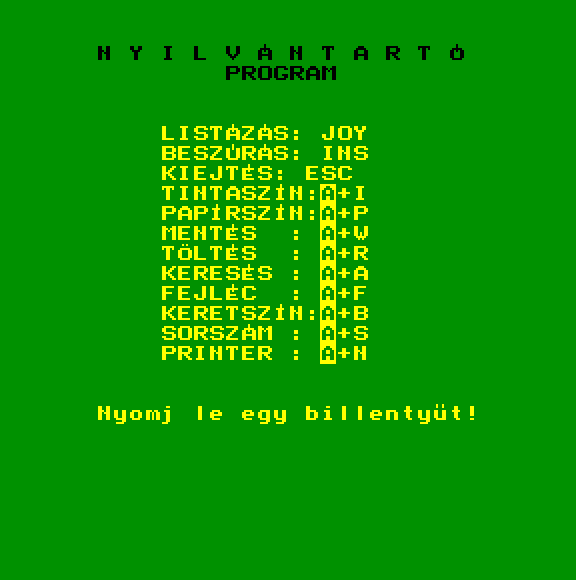 N Y I L V Á N T A R T Ó
PROGRAM
LISTÁZÁS: JOY
BESZÚRÁS: INS
KIEJTÉS: ESC
TINTASZÍN:A+I
PAPÍRSZÍN:A+P
MENTÉS  : A+W
TÖLTÉS  : A+R
KERESÉS : A+A
FEJLÉC  : A+F
KERETSZÍN:A+B
SORSZÁM : A+S
PRINTER : A+N
Nyomj le egy billentyüt!